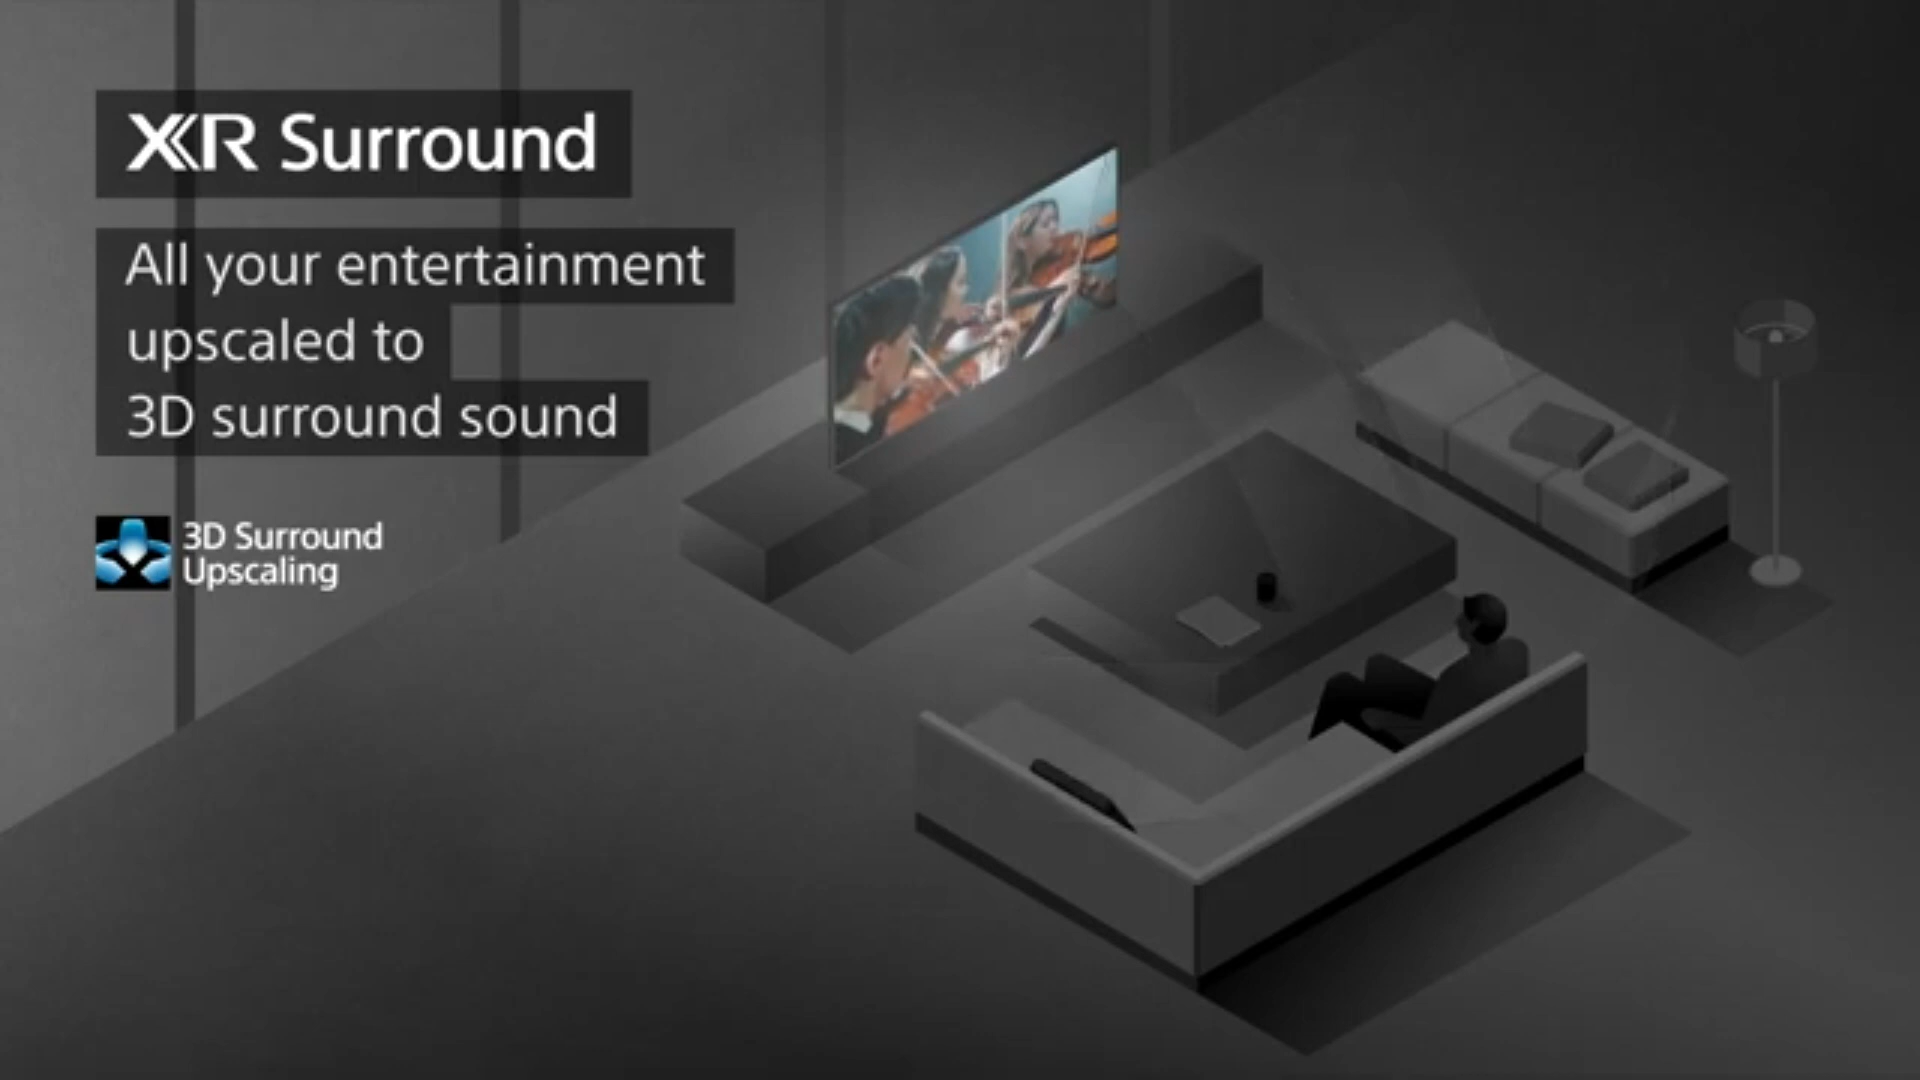 XR Surround
All your entertainment
upscaled to
3D surround sound
3D Surround
Upscaling